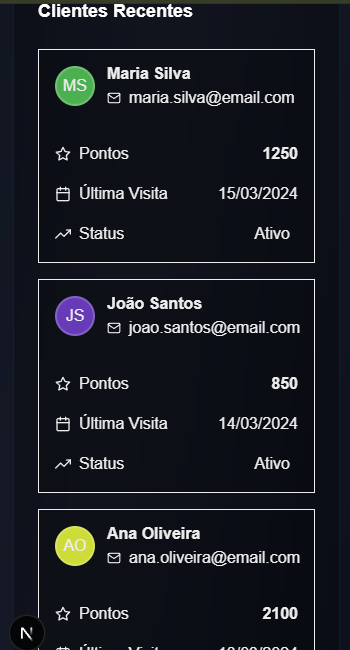 Clientes Recentes
MS
Maria Silva
maria.silva@email.com
Pontos 1250
Última Visita 15/03/2024
Status Ativo
JS
João Santos
joao.santos@email.com
Pontos 850
Última Visita 14/03/2024
Status Ativo
AO
Ana Oliveira
ana.oliveira@email.com
Pontos 2100
N